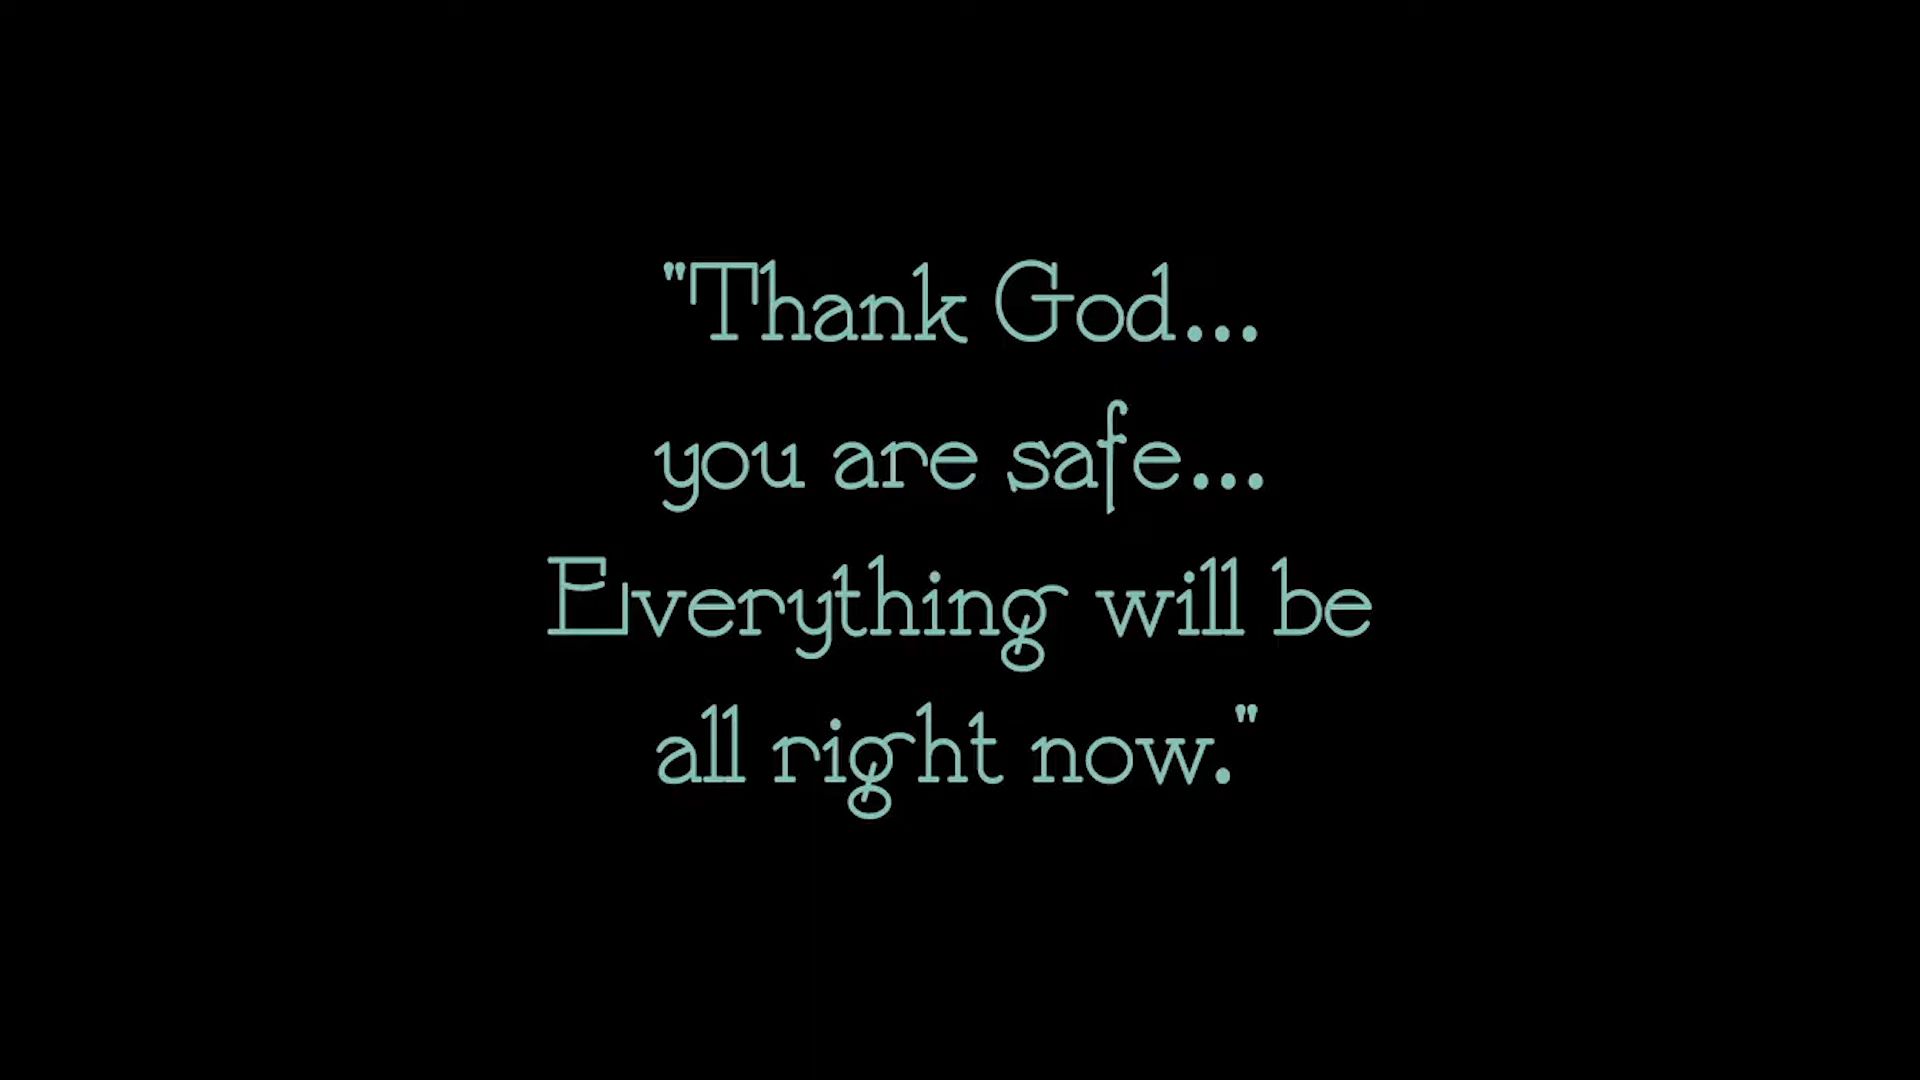 "Thank God...
you are safe...
Everything will be
all right now."